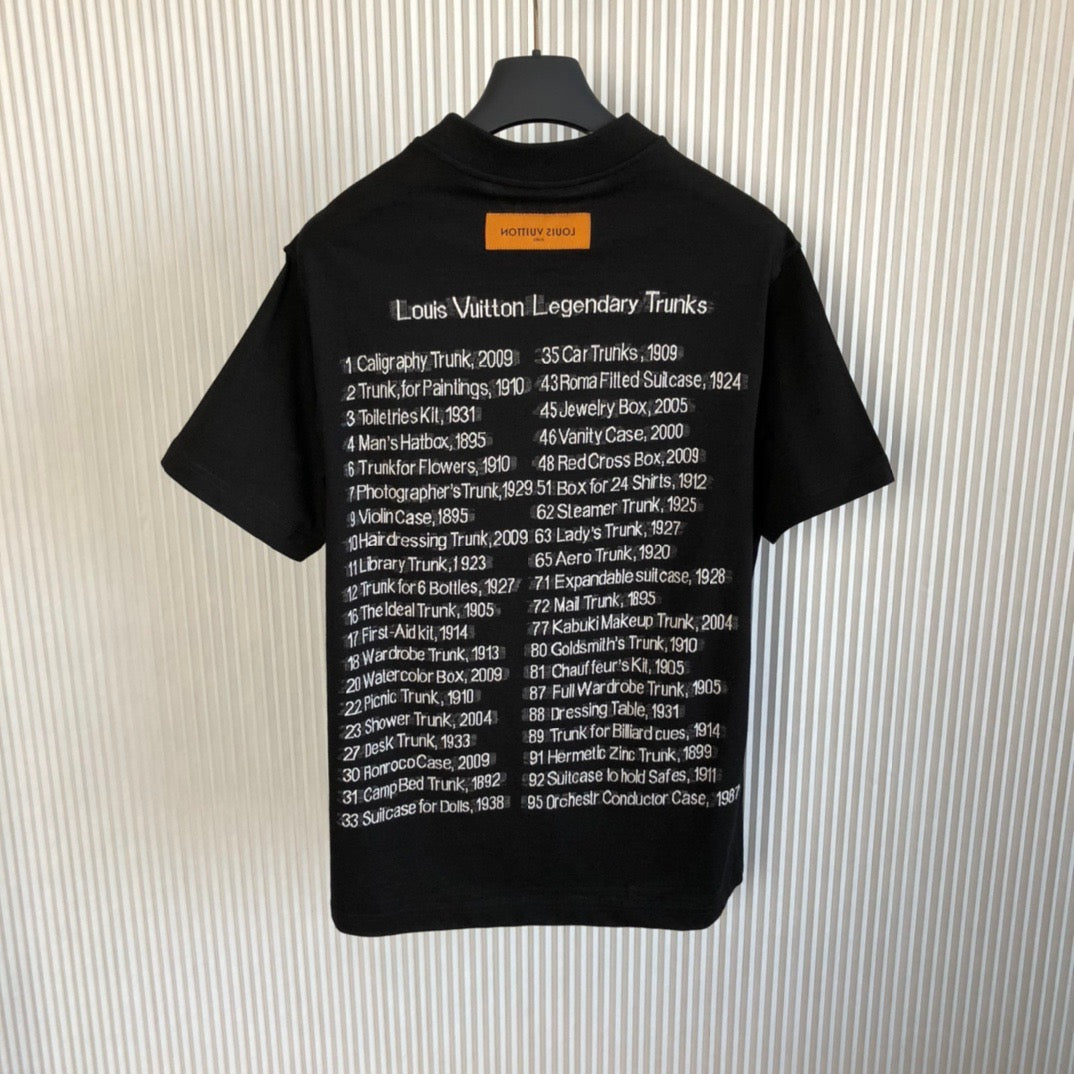 LOUIS VUITTON
PARIS
Louis Vuitton Legendary Trunks
1 Caligraphy Trunk, 2009
2 Trunk, for Paintings, 1910
3 Toiletries Kit, 1931
4 Man's Hatbox, 1895
6 Trunk for Flowers, 1910
7 Photographer's Trunk, 1929
9 Violin Case, 1895
10 Hairdressing Trunk, 2009
11 Library Trunk, 1923
12 Trunk for 6 Bottles, 1927
16 The Ideal Trunk, 1905
17 First-Aid kit, 1914
18 Wardrobe Trunk, 1913
20 Watercolor Box, 2009
22 Picnic Trunk, 1910
23 Shower Trunk, 2004
27 Desk Trunk, 1933
30 Ronroco Case, 2009
31 Camp Bed Trunk, 1892
33 Suitcase for Dolls, 1938
35 Car Trunks, 1909
43 Roma Fitted Suitcase, 1924
45 Jewelry Box, 2005
46 Vanity Case, 2000
48 Red Cross Box, 2009
51 Box for 24 Shirts, 1912
62 Steamer Trunk, 1925
63 Lady's Trunk, 1927
65 Aero Trunk, 1920
71 Expandable suitcase, 1928
72 Mail Trunk, 1895
77 Kabuki Makeup Trunk, 2004
80 Goldsmith's Trunk, 1910
81 Chauffeur's Kit, 1905
87 Full Wardrobe Trunk, 1905
88 Dressing Table, 1931
89 Trunk for Billiard cues, 1914
91 Hermetic Zinc Trunk, 1899
92 Suitcase to hold Safes, 1911
95 Orchestr Conductor Case, 1987